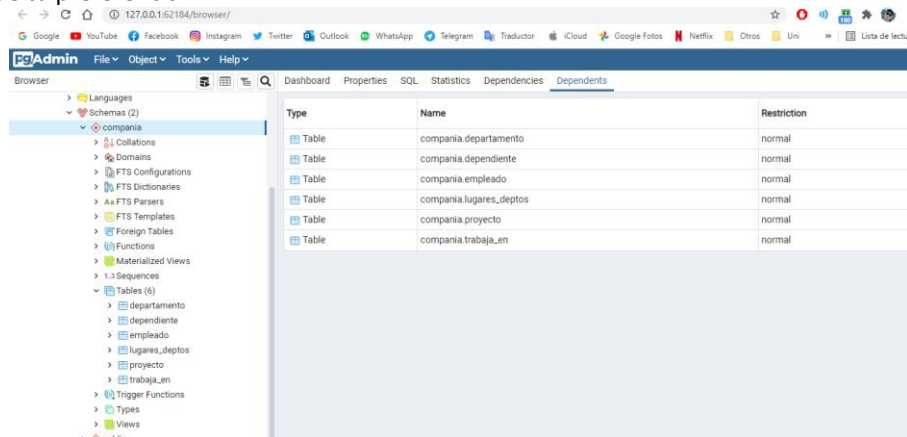 127.0.0.1:62184/browser/
Google YouTube Facebook Instagram Twitter Outlook WhatsApp Telegram Traductor iCloud Google Fotos Netflix Otros Uni » Lista de lectu
pgAdmin File Object Tools Help
Browser Dashboard Properties SQL Statistics Dependencies Dependents
Languages
Schemas (2)
compania
Collations
Domains
FTS Configurations
FTS Dictionaries
FTS Parsers
FTS Templates
Foreign Tables
Functions
Materialized Views
1..3 Sequences
Tables (6)
departamento
dependiente
empleado
lugares_deptos
proyecto
trabaja_en
Trigger Functions
Types
Views
Type Name Restriction
Table compania.departamento normal
Table compania.dependiente normal
Table compania.empleado normal
Table compania.lugares_deptos normal
Table compania.proyecto normal
Table compania.trabaja_en normal